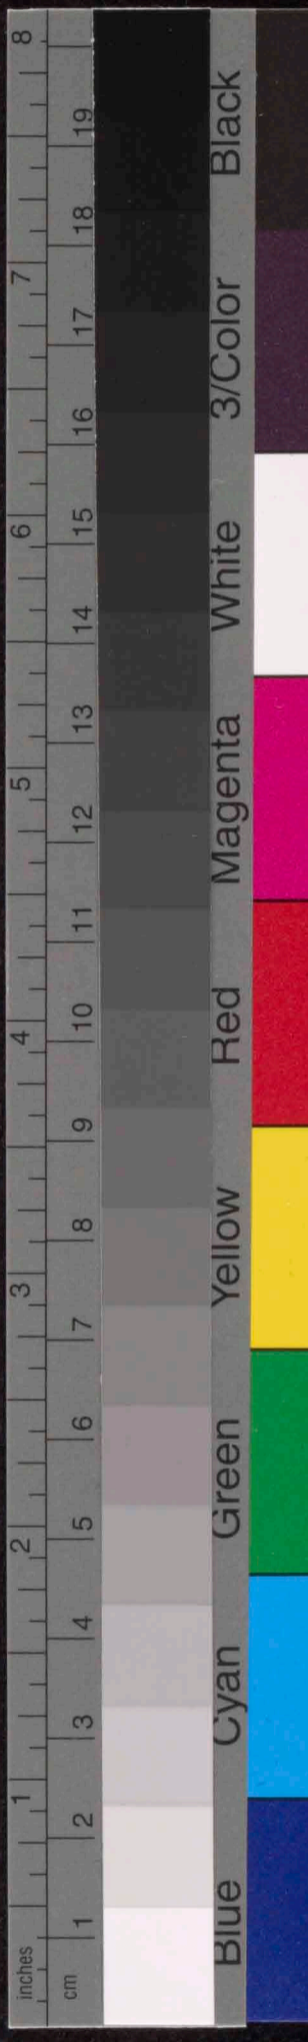 inches 1 2 3 4 5 6 7 8
cm 1 2 3 4 5 6 7 8 9 10 11 12 13 14 15 16 17 18 19
Blue Cyan Green Yellow Red Magenta White 3/Color Black